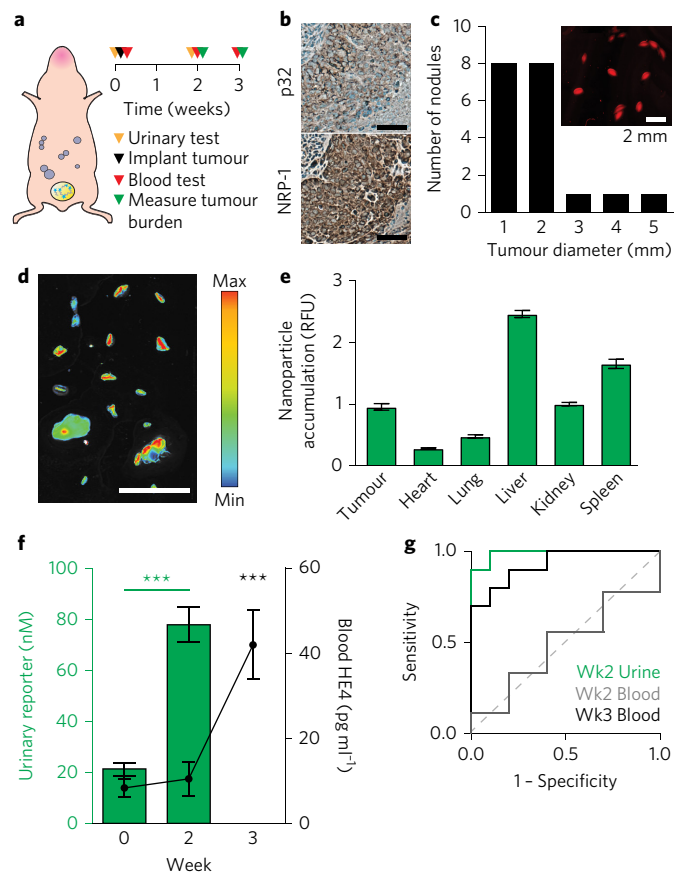 a
0
1
2
3
Time (weeks)
Urinary test
Implant tumour
Blood test
Measure tumour
burden
b
p32
NRP-1
c
Number of nodules
10
8
6
4
2
0
1
2
3
4
5
Tumour diameter (mm)
2 mm
d
Max
Min
e
Nanoparticle
accumulation (RFU)
3
2
1
0
Tumour
Heart
Lung
Liver
Kidney
Spleen
f
Urinary reporter (nM)
100
80
60
40
20
0
***
***
60
40
20
0
Blood HE4 (pg ml⁻¹)
0
2
3
Week
g
Sensitivity
1.0
0.5
0.0
Wk2 Urine
Wk2 Blood
Wk3 Blood
0.0
0.5
1.0
1 – Specificity